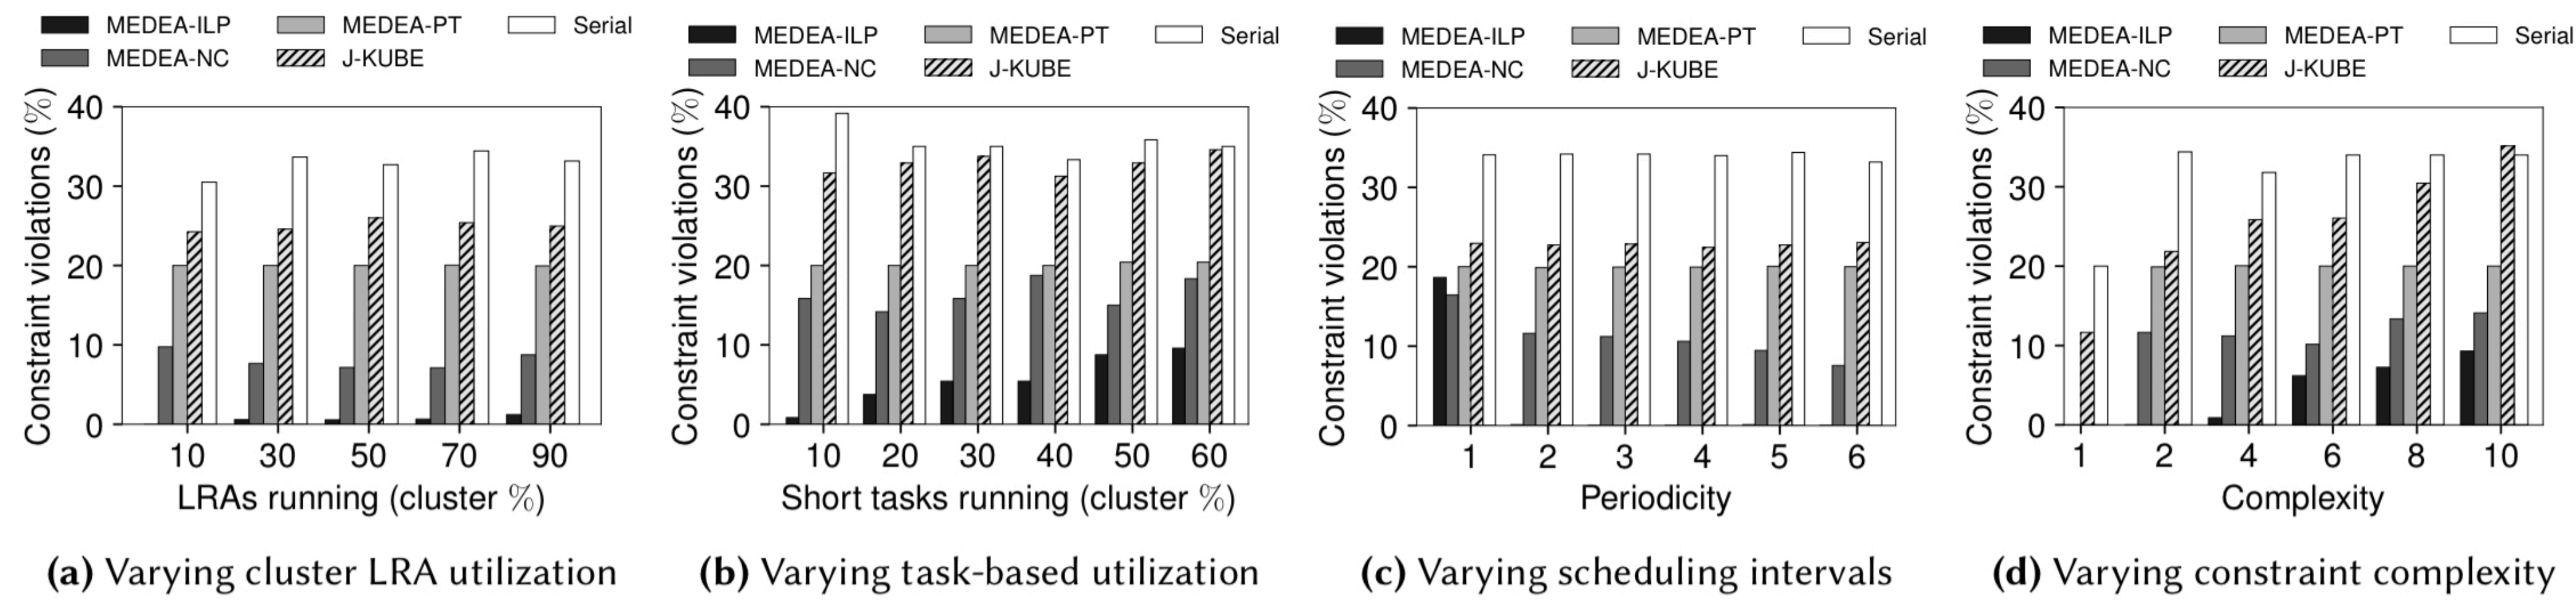 MEDEA-ILP MEDEA-PT Serial
MEDEA-NC J-KUBE
Constraint violations (%)
40
30
20
10
0
10 30 50 70 90
LRAs running (cluster %)
(a) Varying cluster LRA utilization
MEDEA-ILP MEDEA-PT Serial
MEDEA-NC J-KUBE
Constraint violations (%)
40
30
20
10
0
10 20 30 40 50 60
Short tasks running (cluster %)
(b) Varying task-based utilization
MEDEA-ILP MEDEA-PT Serial
MEDEA-NC J-KUBE
Constraint violations (%)
40
30
20
10
0
1 2 3 4 5 6
Periodicity
(c) Varying scheduling intervals
MEDEA-ILP MEDEA-PT Serial
MEDEA-NC J-KUBE
Constraint violations (%)
40
30
20
10
0
1 2 4 6 8 10
Complexity
(d) Varying constraint complexity